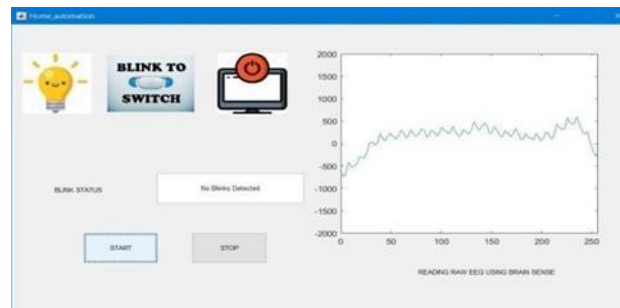 Home_automation
BLINK TO
SWITCH
BLINK STATUS
No Blinks Detected
START
STOP
2000
1500
1000
500
0
-500
-1000
-1500
-2000
0
50
100
150
200
250
READING RAW EEG USING BRAIN SENSE